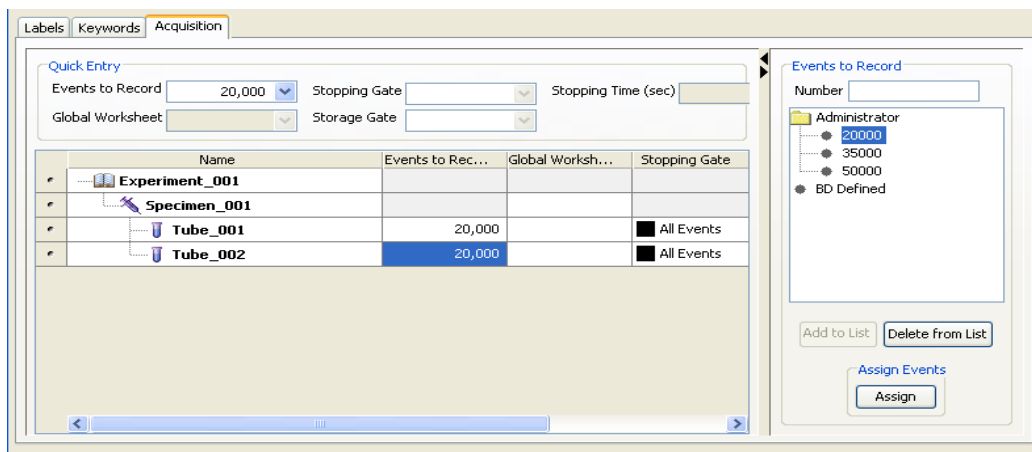 Labels Keywords Acquisition
Quick Entry
Events to Record 20,000 Stopping Gate Stopping Time (sec)
Global Worksheet Storage Gate
Name Events to Rec... Global Worksh... Stopping Gate
Experiment_001
Specimen_001
Tube_001 20,000 All Events
Tube_002 20,000 All Events
Events to Record
Number
Administrator
20000
35000
50000
BD Defined
Add to List Delete from List
Assign Events
Assign